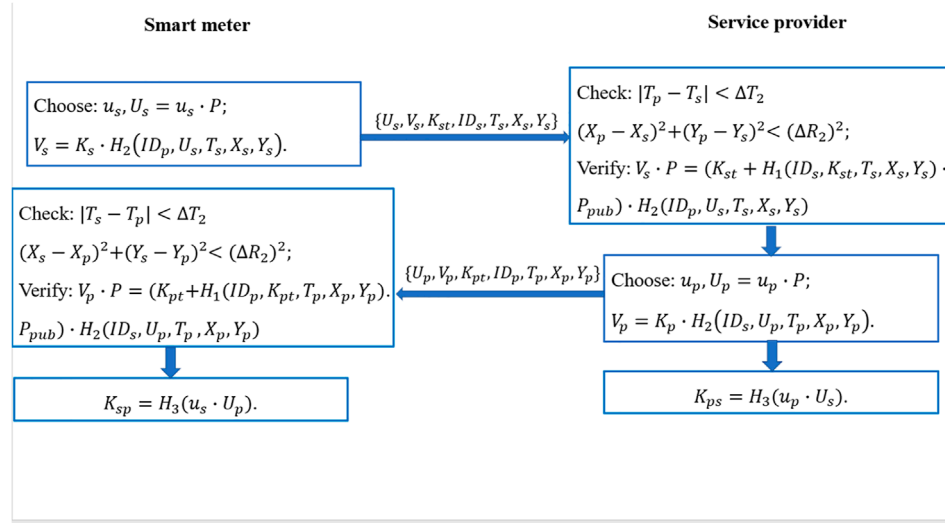 Smart meter
Service provider
Choose: u_s, U_s = u_s · P;
V_s = K_s · H_2(ID_p, U_s, T_s, X_s, Y_s).
{U_s, V_s, K_st, ID_s, T_s, X_s, Y_s}
Check: |T_p − T_s| < ΔT_2
(X_p − X_s)^2+(Y_p − Y_s)^2< (ΔR_2)^2;
Verify: V_s · P = (K_st + H_1(ID_s, K_st, T_s, X_s, Y_s) ·
P_pub) · H_2(ID_p, U_s, T_s, X_s, Y_s)
Choose: u_p, U_p = u_p · P;
V_p = K_p · H_2(ID_s, U_p, T_p, X_p, Y_p).
{U_p, V_p, K_pt, ID_p, T_p, X_p, Y_p}
Check: |T_s − T_p| < ΔT_2
(X_s − X_p)^2+(Y_s − Y_p)^2< (ΔR_2)^2;
Verify: V_p · P = (K_pt+H_1(ID_p, K_pt, T_p, X_p, Y_p).
P_pub) · H_2(ID_s, U_p, T_p , X_p, Y_p)
K_sp = H_3(u_s · U_p).
K_ps = H_3(u_p · U_s).